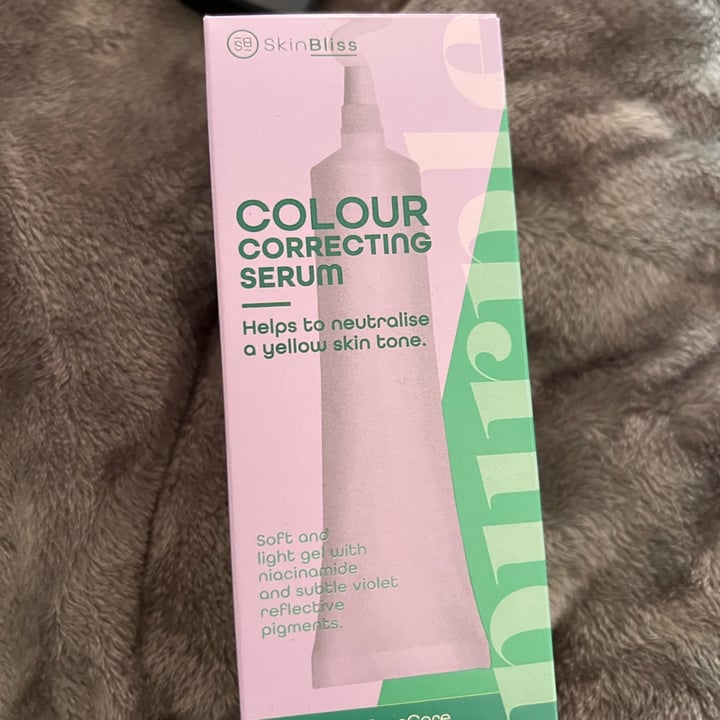 SkinBliss
COLOUR
CORRECTING
SERUM
Helps to neutralise
a yellow skin tone.
Soft and
light gel with
niacinamide
and subtle violet
reflective
pigments.
purple